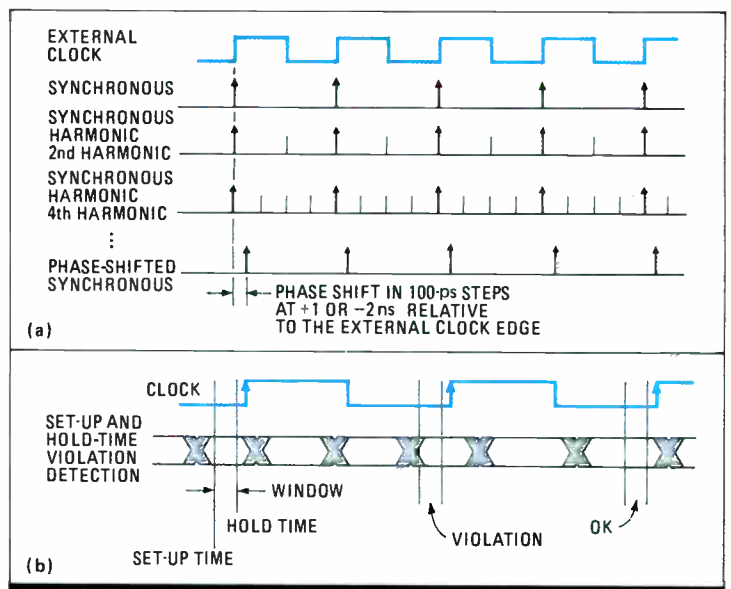 EXTERNAL
CLOCK
SYNCHRONOUS
SYNCHRONOUS
HARMONIC
2nd HARMONIC
SYNCHRONOUS
HARMONIC
4th HARMONIC
⋮
PHASE-SHIFTED
SYNCHRONOUS
PHASE SHIFT IN 100-ps STEPS
AT +1 OR −2 ns RELATIVE
TO THE EXTERNAL CLOCK EDGE
(a)
CLOCK
SET-UP AND
HOLD-TIME
VIOLATION
DETECTION
WINDOW
HOLD TIME
SET-UP TIME
VIOLATION
OK
(b)